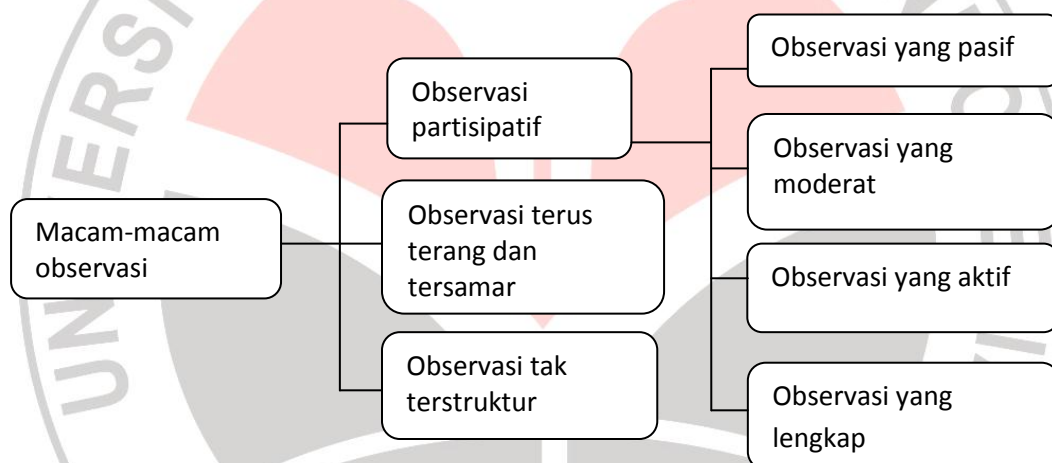 Macam-macam
observasi
Observasi
partisipatif
Observasi terus
terang dan
tersamar
Observasi tak
terstruktur
Observasi yang pasif
Observasi yang
moderat
Observasi yang aktif
Observasi yang
lengkap